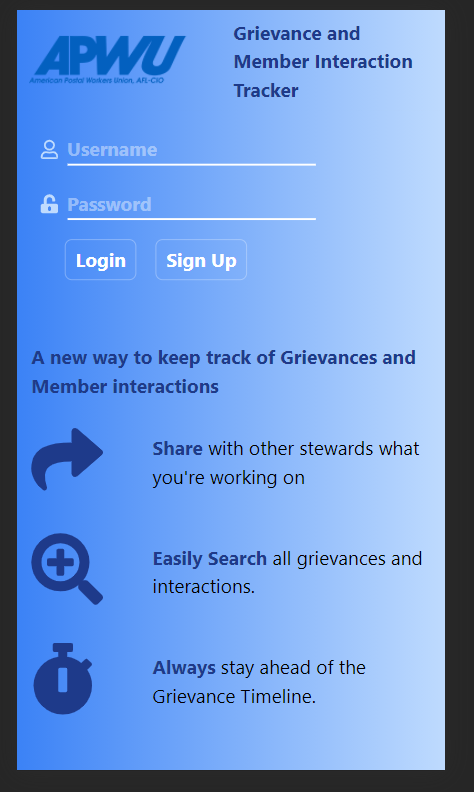 APWU
American Postal Workers Union, AFL-CIO
Grievance and
Member Interaction
Tracker
Username
Password
Login
Sign Up
A new way to keep track of Grievances and
Member interactions
Share with other stewards what
you're working on
Easily Search all grievances and
interactions.
Always stay ahead of the
Grievance Timeline.